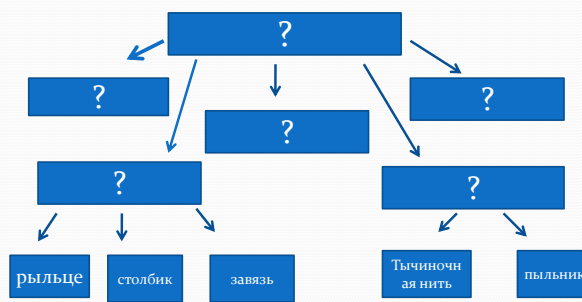 ?
?
?
?
?
?
рыльце
столбик
завязь
Тычиночн
ая нить
пыльник